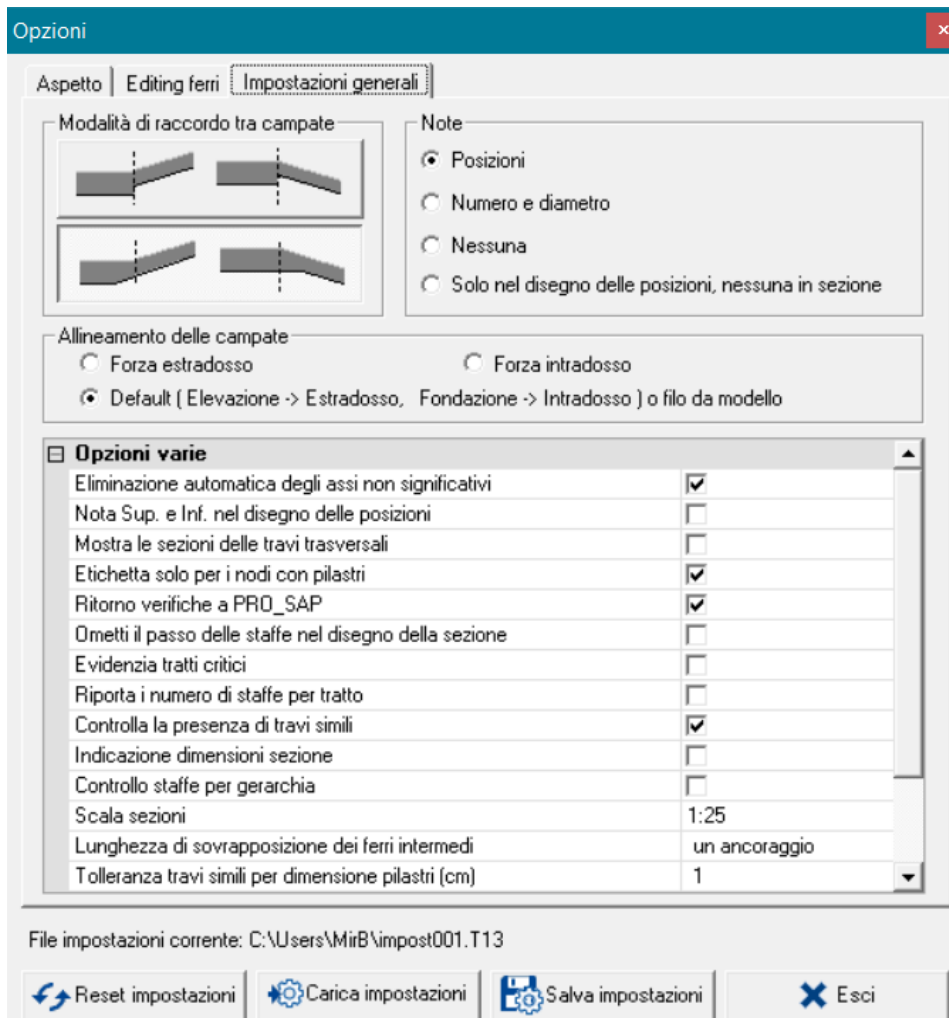 Opzioni
Aspetto
Editing ferri
Impostazioni generali
Modalità di raccordo tra campate
Note
Posizioni
Numero e diametro
Nessuna
Solo nel disegno delle posizioni, nessuna in sezione
Allineamento delle campate
Forza estradosso
Forza intradosso
Default ( Elevazione -> Estradosso, Fondazione -> Intradosso ) o filo da modello
Opzioni varie
Eliminazione automatica degli assi non significativi
Nota Sup. e Inf. nel disegno delle posizioni
Mostra le sezioni delle travi trasversali
Etichetta solo per i nodi con pilastri
Ritorno verifiche a PRO_SAP
Ometti il passo delle staffe nel disegno della sezione
Evidenzia tratti critici
Riporta i numero di staffe per tratto
Controlla la presenza di travi simili
Indicazione dimensioni sezione
Controllo staffe per gerarchia
Scala sezioni 1:25
Lunghezza di sovrapposizione dei ferri intermedi un ancoraggio
Tolleranza travi simili per dimensione pilastri (cm) 1
File impostazioni corrente: C:\Users\MirB\impost001.T13
Reset impostazioni
Carica impostazioni
Salva impostazioni
Esci